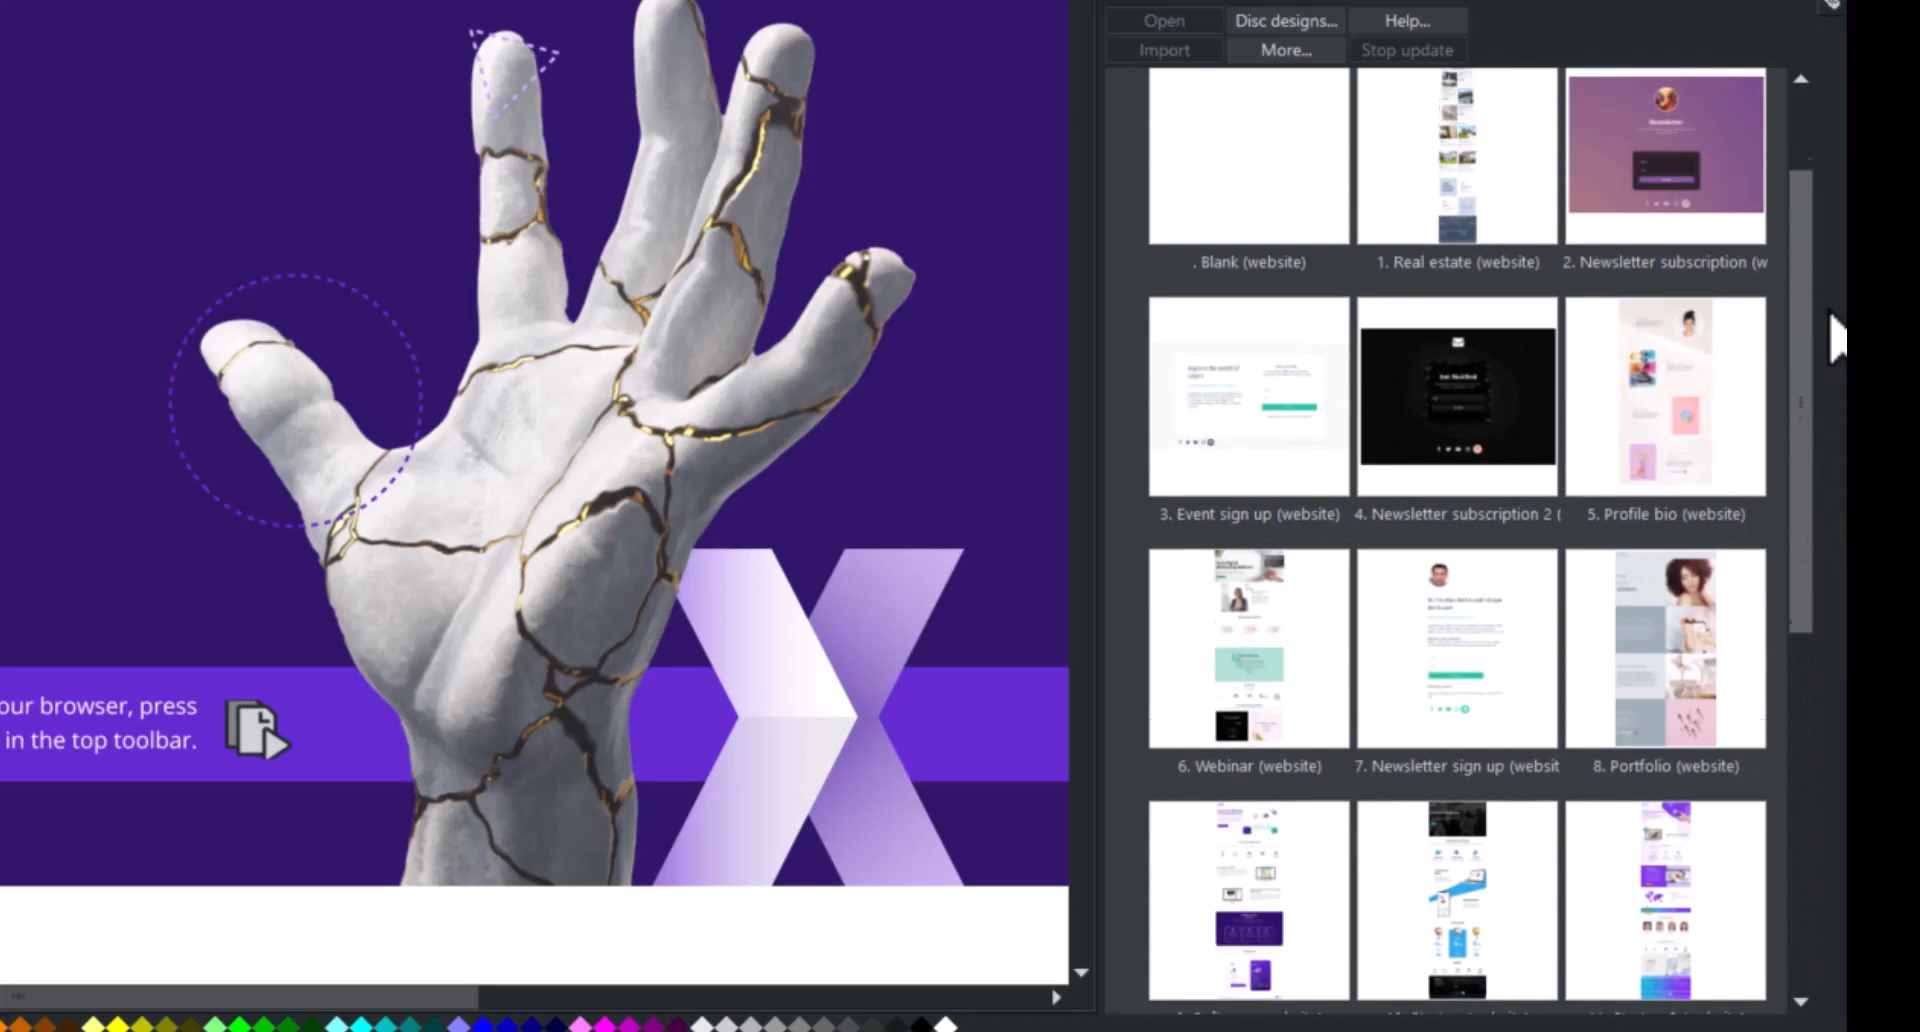 Open
Disc designs...
Help...
Import
More...
Stop update
. Blank (website)
1. Real estate (website)
2. Newsletter subscription (w
3. Event sign up (website)
4. Newsletter subscription 2 (
5. Profile bio (website)
6. Webinar (website)
7. Newsletter sign up (websit
8. Portfolio (website)
our browser, press
in the top toolbar.